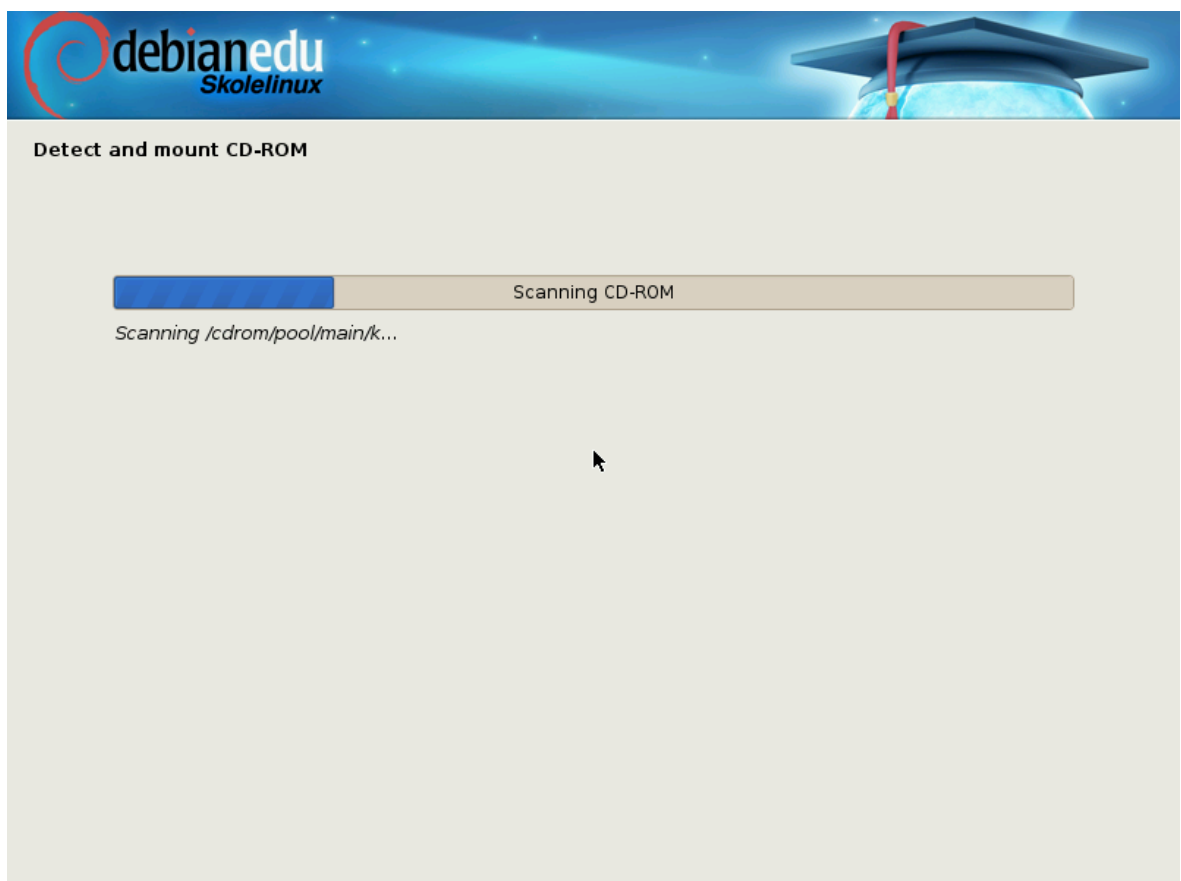 debianedu
Skolelinux
Detect and mount CD-ROM
Scanning CD-ROM
Scanning /cdrom/pool/main/k...